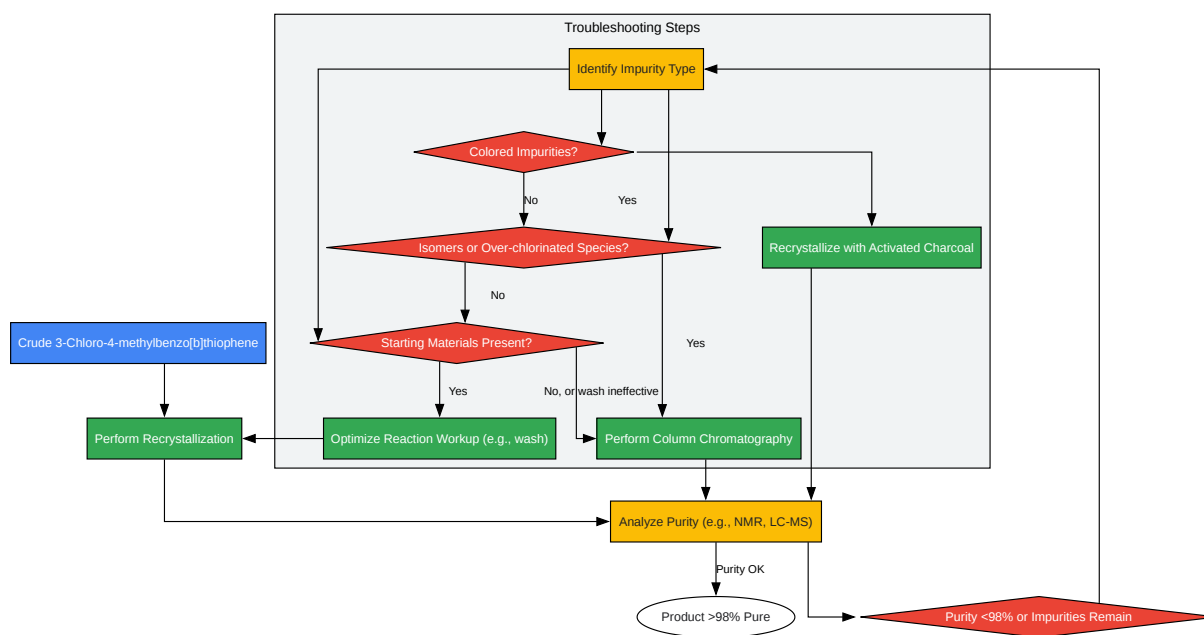 Troubleshooting Steps
Identify Impurity Type
Colored Impurities?
No
Yes
Isomers or Over-chlorinated Species?
Recrystallize with Activated Charcoal
No
Crude 3-Chloro-4-methylbenzo[b]thiophene
Starting Materials Present?
Yes
Yes
No, or wash ineffective
Perform Recrystallization
Optimize Reaction Workup (e.g., wash)
Perform Column Chromatography
Analyze Purity (e.g., NMR, LC-MS)
Purity OK
Product >98% Pure
Purity <98% or Impurities Remain